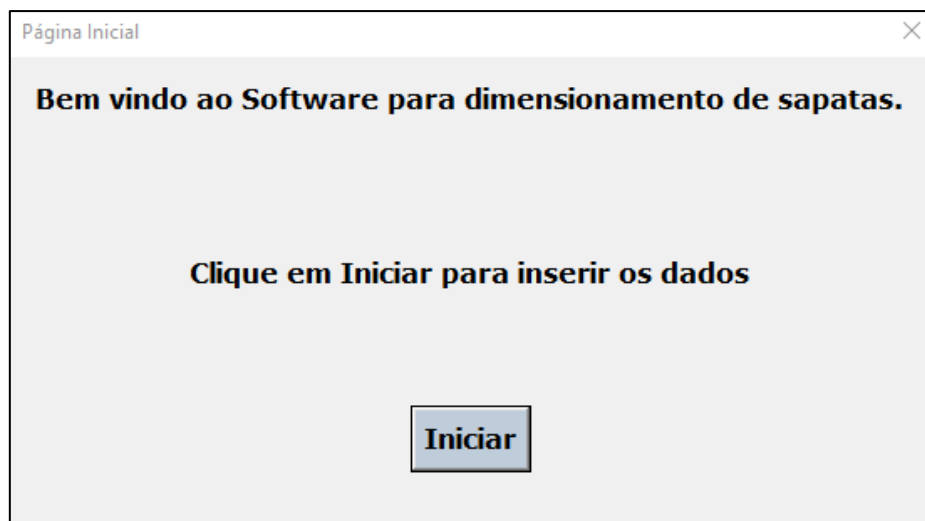 Página Inicial
Bem vindo ao Software para dimensionamento de sapatas.
Clique em Iniciar para inserir os dados
Iniciar